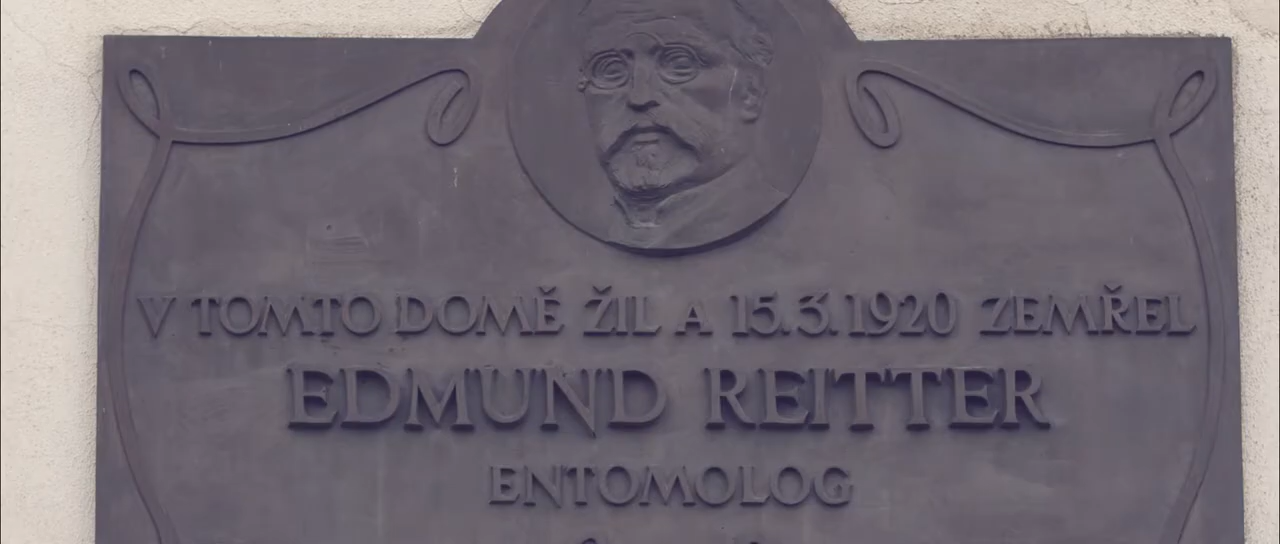 V TOMTO DOMĚ ŽIL A 15.3.1920 ZEMŘEL
EDMUND REITTER
ENTOMOLOG